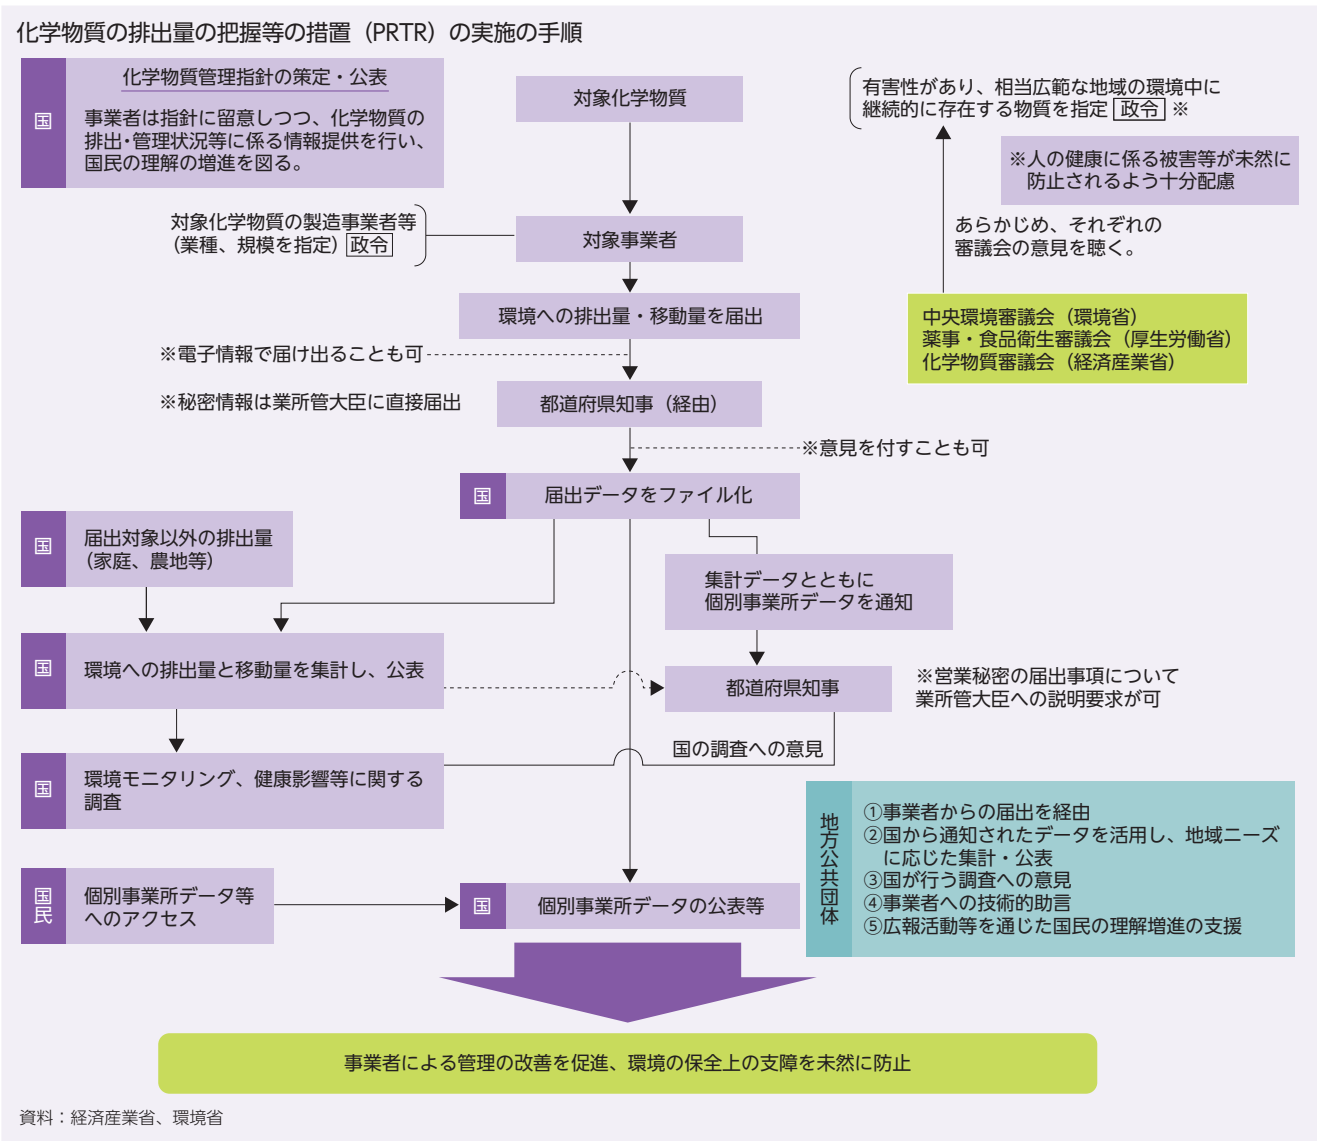 化学物質の排出量の把握等の措置（PRTR）の実施の手順
国
化学物質管理指針の策定・公表
事業者は指針に留意しつつ、化学物質の
排出・管理状況等に係る情報提供を行い、
国民の理解の増進を図る。
対象化学物質
有害性があり、相当広範な地域の環境中に
継続的に存在する物質を指定 政令 ※
※人の健康に係る被害等が未然に
防止されるよう十分配慮
対象化学物質の製造事業者等
（業種、規模を指定）政令
対象事業者
あらかじめ、それぞれの
審議会の意見を聴く。
環境への排出量・移動量を届出
中央環境審議会（環境省）
薬事・食品衛生審議会（厚生労働省）
化学物質審議会（経済産業省）
※電子情報で届け出ることも可
※秘密情報は業所管大臣に直接届出
都道府県知事（経由）
※意見を付すことも可
国
届出データをファイル化
国
届出対象以外の排出量
（家庭、農地等）
集計データとともに
個別事業所データを通知
国
環境への排出量と移動量を集計し、公表
都道府県知事
※営業秘密の届出事項について
業所管大臣への説明要求が可
国の調査への意見
国
環境モニタリング、健康影響等に関する
調査
地方公共団体
①事業者からの届出を経由
②国から通知されたデータを活用し、地域ニーズ
に応じた集計・公表
③国が行う調査への意見
④事業者への技術的助言
⑤広報活動等を通じた国民の理解増進の支援
国民
個別事業所データ等
へのアクセス
国
個別事業所データの公表等
事業者による管理の改善を促進、環境の保全上の支障を未然に防止
資料：経済産業省、環境省